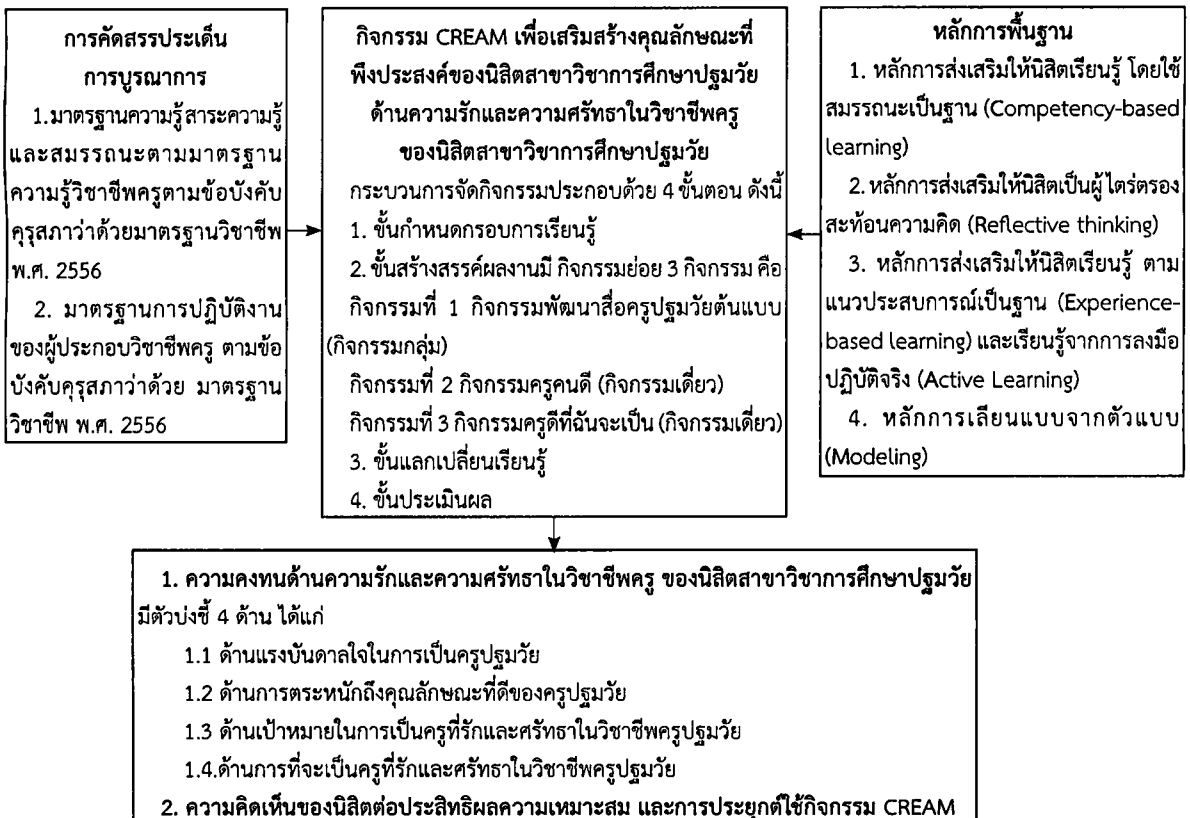 การคัดสรรประเด็น
การบูรณาการ
1.มาตรฐานความรู้สาระความรู้
และสมรรถนะตามมาตรฐาน
ความรู้วิชาชีพครูตามข้อบังคับ
คุรุสภาว่าด้วยมาตรฐานวิชาชีพ
พ.ศ. 2556
2. มาตรฐานการปฏิบัติงาน
ของผู้ประกอบวิชาชีพครู ตามข้อ
บังคับคุรุสภาว่าด้วย มาตรฐาน
วิชาชีพ พ.ศ. 2556
กิจกรรม CREAM เพื่อเสริมสร้างคุณลักษณะที่
พึงประสงค์ของนิสิตสาขาวิชาการศึกษาปฐมวัย
ด้านความรักและความศรัทธาในวิชาชีพครู
ของนิสิตสาขาวิชาการศึกษาปฐมวัย
กระบวนการจัดกิจกรรมประกอบด้วย 4 ขั้นตอน ดังนี้
1. ขั้นกำหนดกรอบการเรียนรู้
2. ขั้นสร้างสรรค์ผลงานมี กิจกรรมย่อย 3 กิจกรรม คือ
กิจกรรมที่ 1 กิจกรรมพัฒนาสื่อครูปฐมวัยต้นแบบ
(กิจกรรมกลุ่ม)
กิจกรรมที่ 2 กิจกรรมครูคนดี (กิจกรรมเดี่ยว)
กิจกรรมที่ 3 กิจกรรมครูดีที่ฉันจะเป็น (กิจกรรมเดี่ยว)
3. ขั้นแลกเปลี่ยนเรียนรู้
4. ขั้นประเมินผล
หลักการพื้นฐาน
1. หลักการส่งเสริมให้นิสิตเรียนรู้ โดยใช้
สมรรถนะเป็นฐาน (Competency-based
learning)
2. หลักการส่งเสริมให้นิสิตเป็นผู้ไตร่ตรอง
สะท้อนความคิด (Reflective thinking)
3. หลักการส่งเสริมให้นิสิตเรียนรู้ ตาม
แนวประสบการณ์เป็นฐาน (Experience-
based learning) และเรียนรู้จากการลงมือ
ปฏิบัติจริง (Active Learning)
4. หลักการเลียนแบบจากตัวแบบ
(Modeling)
1. ความคงทนด้านความรักและความศรัทธาในวิชาชีพครู ของนิสิตสาขาวิชาการศึกษาปฐมวัย
มีตัวบ่งชี้ 4 ด้าน ได้แก่
1.1 ด้านแรงบันดาลใจในการเป็นครูปฐมวัย
1.2 ด้านการตระหนักถึงคุณลักษณะที่ดีของครูปฐมวัย
1.3 ด้านเป้าหมายในการเป็นครูที่รักและศรัทธาในวิชาชีพครูปฐมวัย
1.4.ด้านการที่จะเป็นครูที่รักและศรัทธาในวิชาชีพครูปฐมวัย
2. ความคิดเห็นของนิสิตต่อประสิทธิผลความเหมาะสม และการประยุกต์ใช้กิจกรรม CREAM